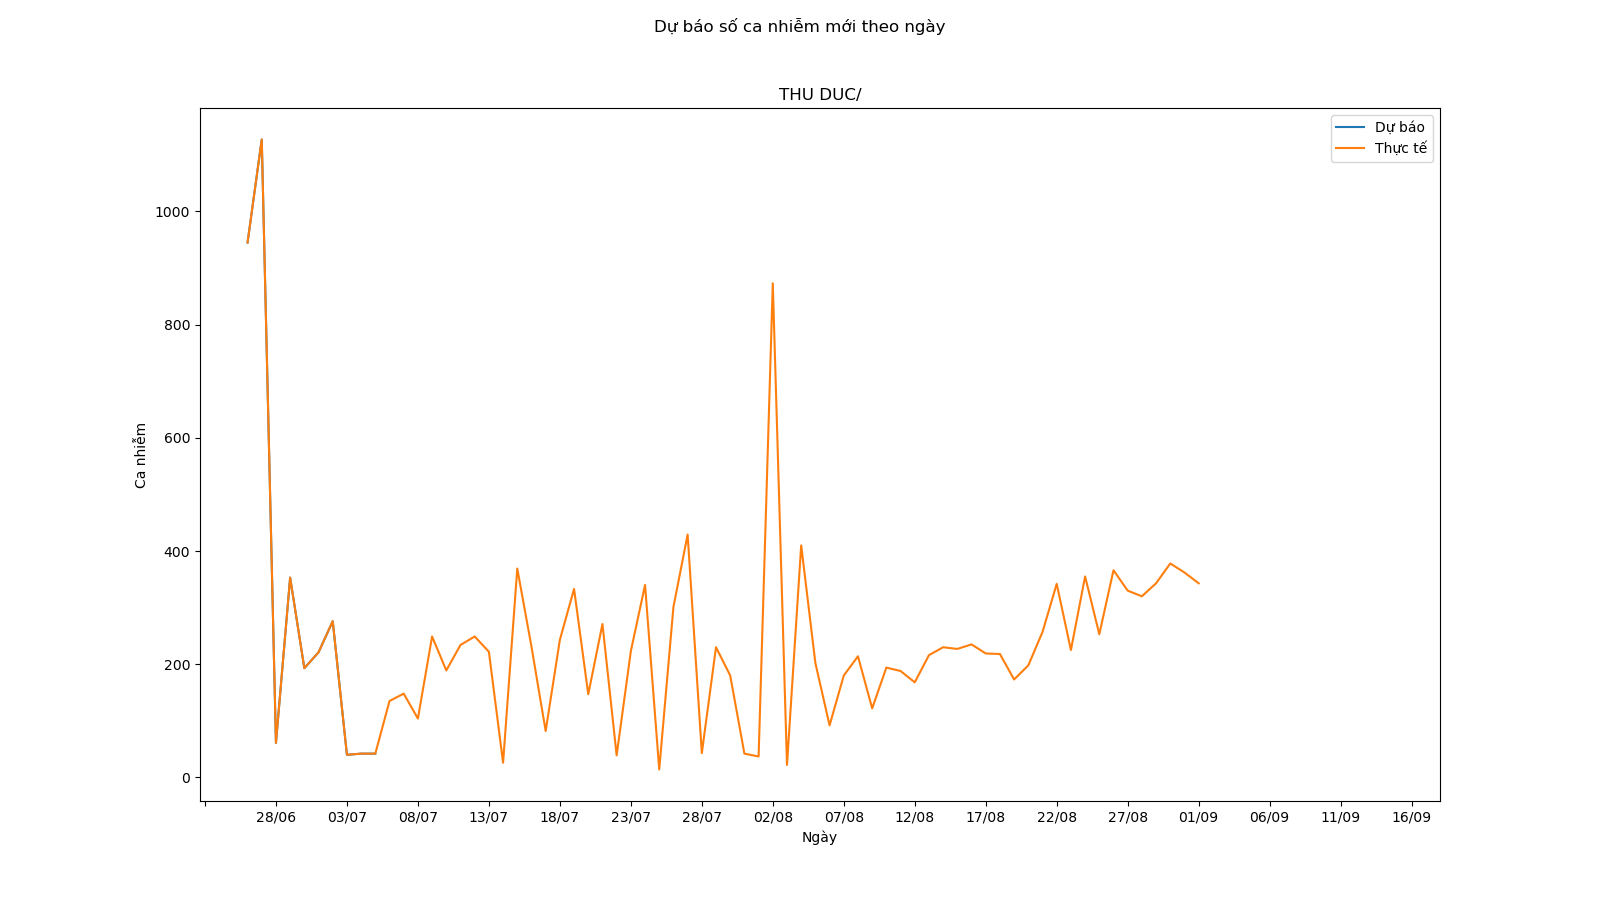 Dự báo số ca nhiễm mới theo ngày
THU DUC/
Dự báo
Thực tế
1000
800
600
400
200
0
Ca nhiễm
28/06 03/07 08/07 13/07 18/07 23/07 28/07 02/08 07/08 12/08 17/08 22/08 27/08 01/09 06/09 11/09 16/09
Ngày